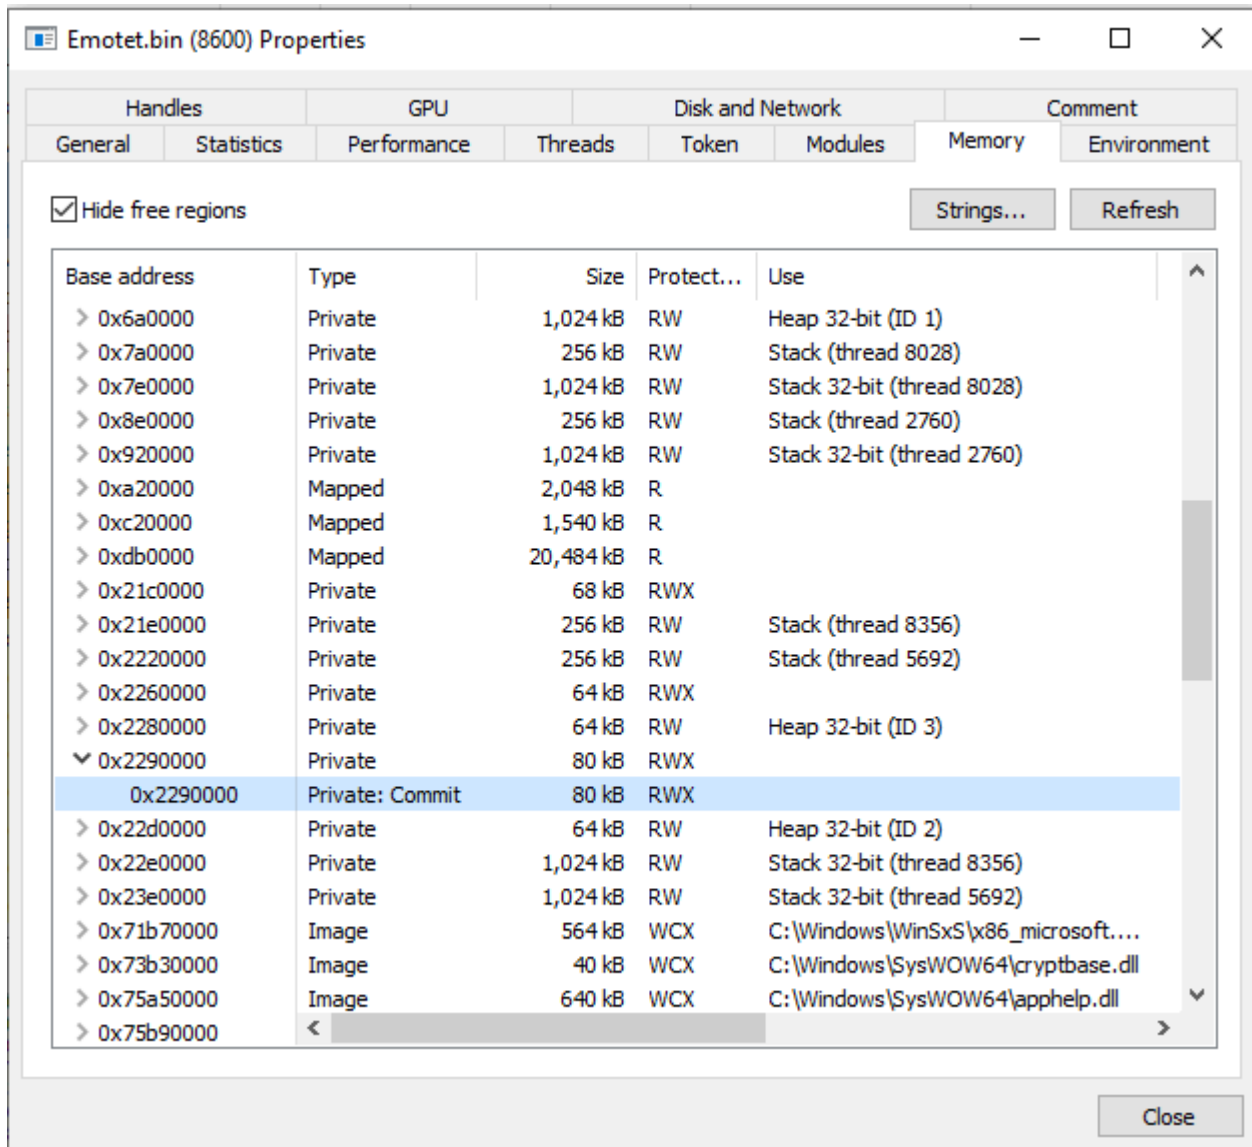 Emotet.bin (8600) Properties
Handles GPU Disk and Network Comment
General Statistics Performance Threads Token Modules Memory Environment
Hide free regions Strings... Refresh
Base address Type Size Protect... Use
0x6a0000 Private 1,024 kB RW Heap 32-bit (ID 1)
0x7a0000 Private 256 kB RW Stack (thread 8028)
0x7e0000 Private 1,024 kB RW Stack 32-bit (thread 8028)
0x8e0000 Private 256 kB RW Stack (thread 2760)
0x920000 Private 1,024 kB RW Stack 32-bit (thread 2760)
0xa20000 Mapped 2,048 kB R
0xc20000 Mapped 1,540 kB R
0xdb0000 Mapped 20,484 kB R
0x21c0000 Private 68 kB RWX
0x21e0000 Private 256 kB RW Stack (thread 8356)
0x2220000 Private 256 kB RW Stack (thread 5692)
0x2260000 Private 64 kB RWX
0x2280000 Private 64 kB RW Heap 32-bit (ID 3)
0x2290000 Private 80 kB RWX
0x2290000 Private: Commit 80 kB RWX
0x22d0000 Private 64 kB RW Heap 32-bit (ID 2)
0x22e0000 Private 1,024 kB RW Stack 32-bit (thread 8356)
0x23e0000 Private 1,024 kB RW Stack 32-bit (thread 5692)
0x71b70000 Image 564 kB WCX C:\Windows\WinSxS\x86_microsoft....
0x73b30000 Image 40 kB WCX C:\Windows\SysWOW64\cryptbase.dll
0x75a50000 Image 640 kB WCX C:\Windows\SysWOW64\apphelp.dll
0x75b90000
Close